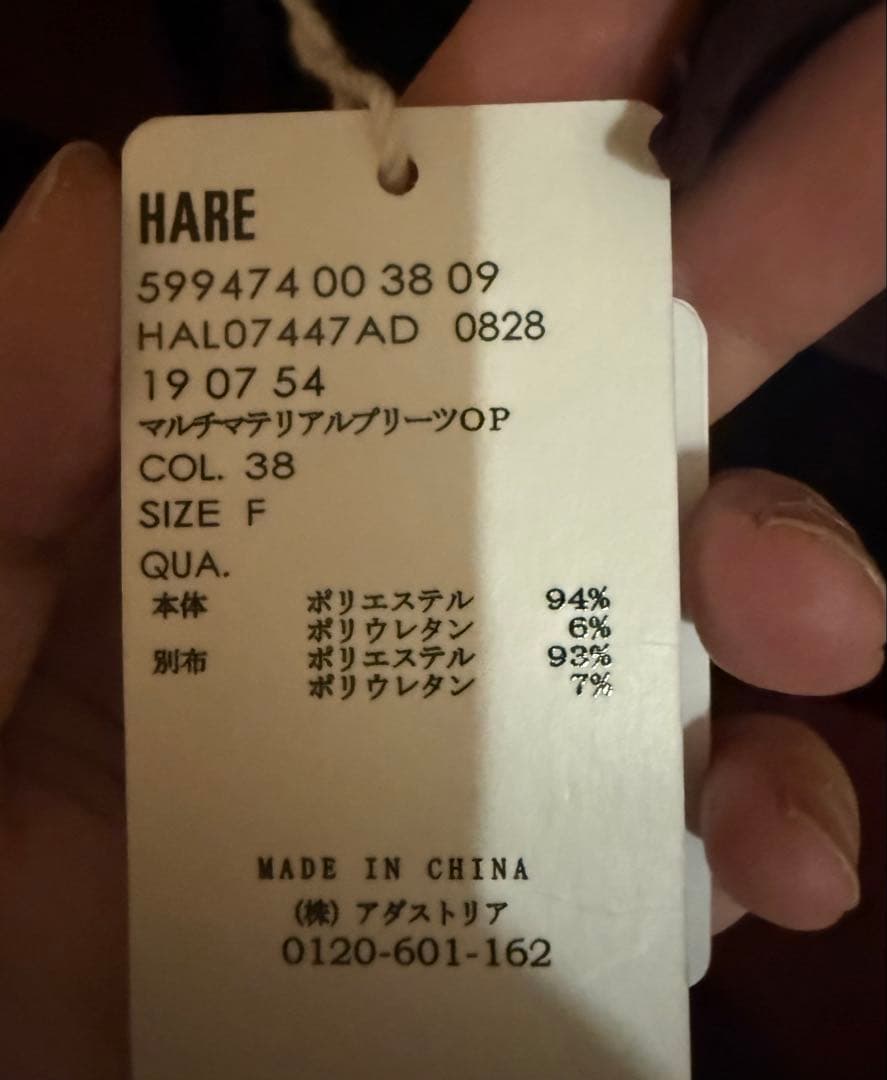 HARE
599474 00 38 09
HAL07447AD 0828
19 07 54
マルチマテリアルプリーツOP
COL. 38
SIZE F
QUA.
本体 ポリエステル 94%
ポリウレタン 6%
別布 ポリエステル 93%
ポリウレタン 7%
MADE IN CHINA
(株) アダストリア
0120-601-162